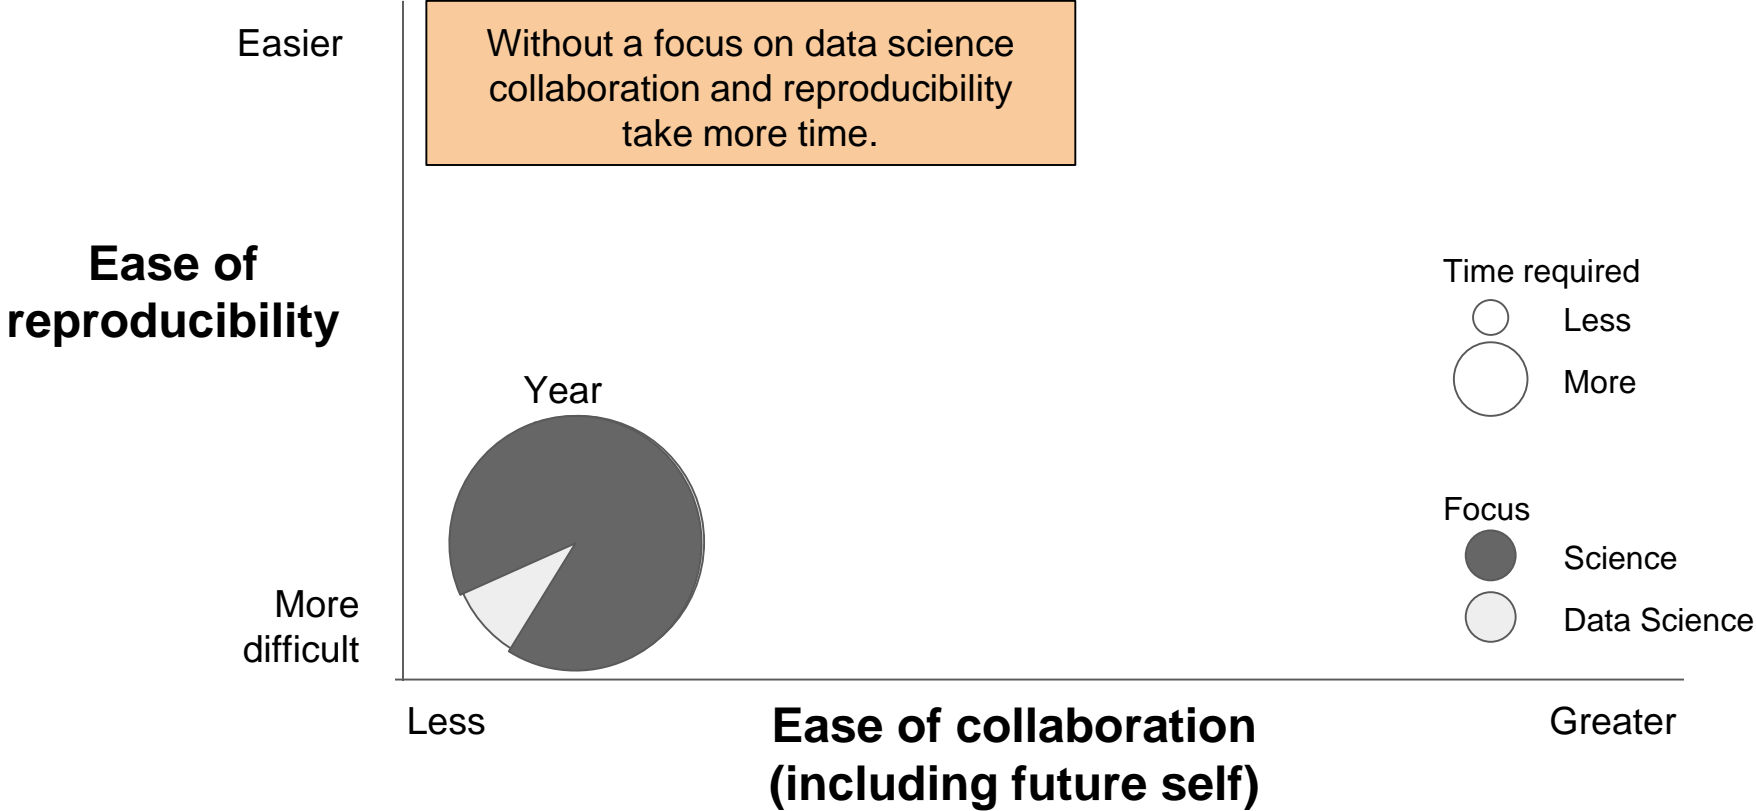 Easier
Without a focus on data science
collaboration and reproducibility
take more time.
Ease of
reproducibility
Time required
Less
More
Year
Focus
Science
Data Science
More
difficult
Less
Ease of collaboration
(including future self)
Greater